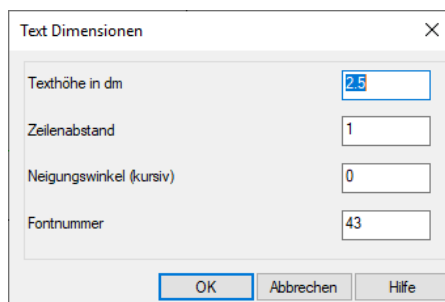 Text Dimensionen
Texthöhe in dm 2.5
Zeilenabstand 1
Neigungswinkel (kursiv) 0
Fontnummer 43
OK Abbrechen Hilfe